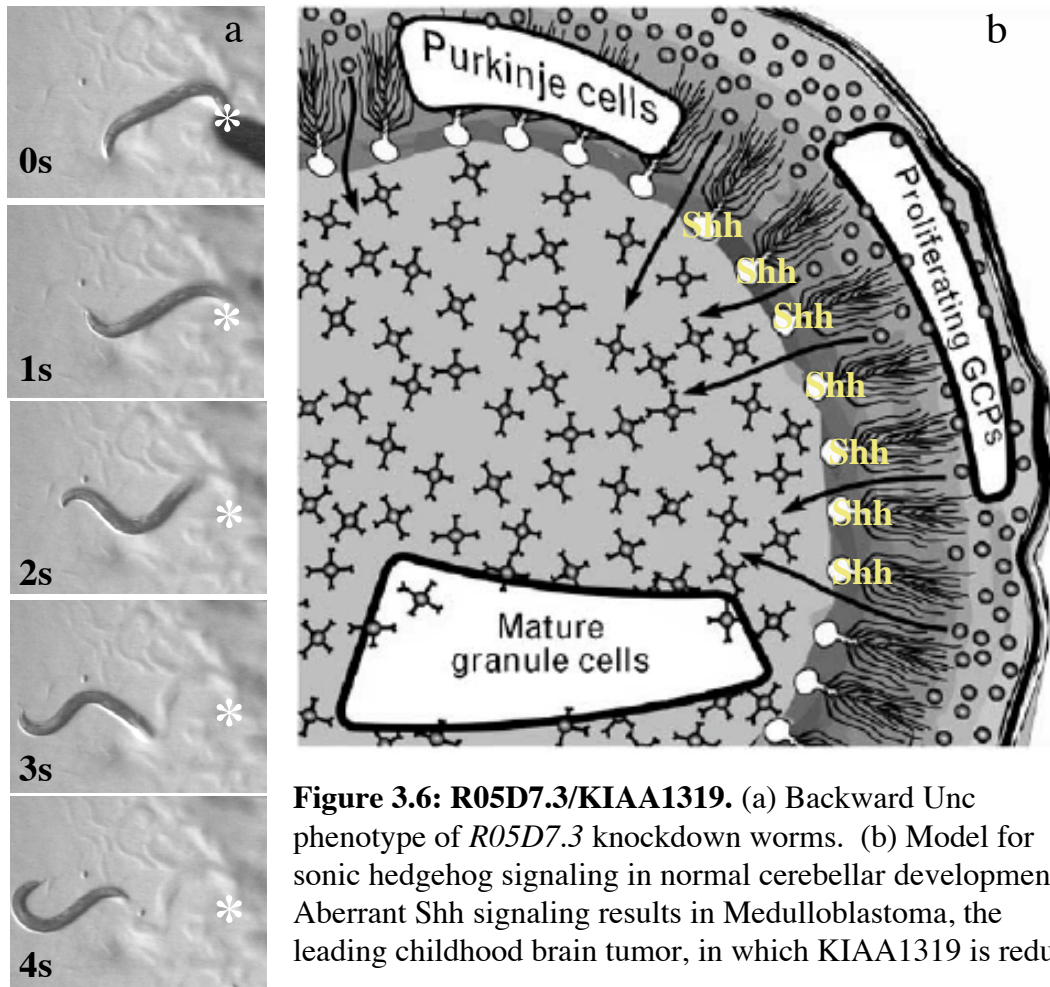 a
0s
1s
2s
3s
4s
b
Purkinje cells
Proliferating GCPs
Shh
Shh
Shh
Shh
Shh
Shh
Shh
Mature
granule cells
Figure 3.6: R05D7.3/KIAA1319. (a) Backward Unc
phenotype of R05D7.3 knockdown worms. (b) Model for
sonic hedgehog signaling in normal cerebellar developmen
Aberrant Shh signaling results in Medulloblastoma, the
leading childhood brain tumor, in which KIAA1319 is redu